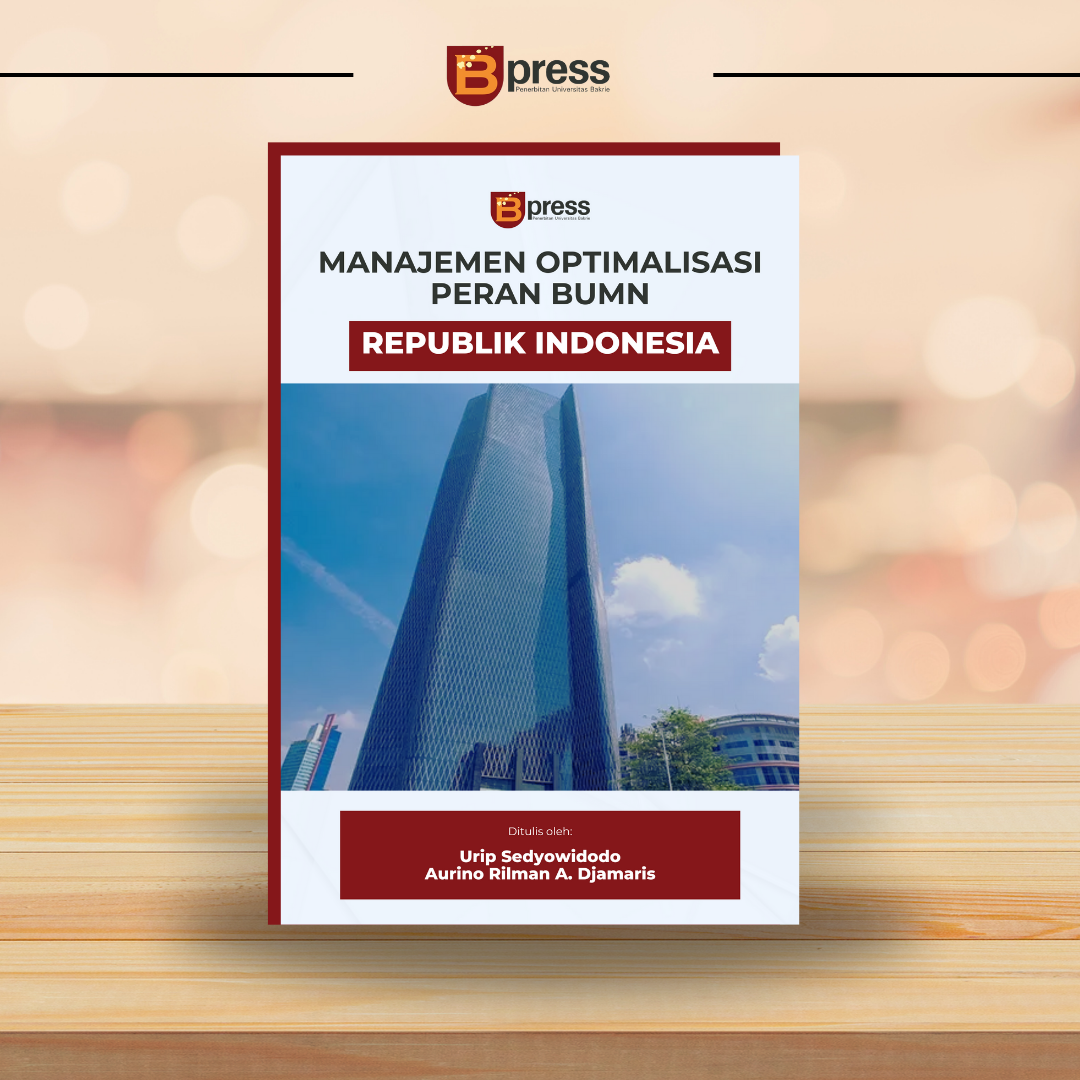 Bpress
Penerbitan Universitas Bakrie
Bpress
Penerbitan Universitas Bakrie
MANAJEMEN OPTIMALISASI
PERAN BUMN
REPUBLIK INDONESIA
Ditulis oleh:
Urip Sedyowidodo
Aurino Rilman A. Djamaris